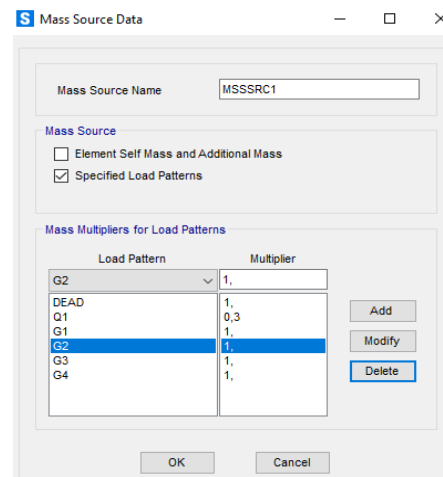 S Mass Source Data
Mass Source Name MSSSRC1
Mass Source
Element Self Mass and Additional Mass
Specified Load Patterns
Mass Multipliers for Load Patterns
Load Pattern Multiplier
G2 1,
DEAD 1,
Q1 0,3
G1 1,
G2 1,
G3 1,
G4 1,
Add
Modify
Delete
OK Cancel